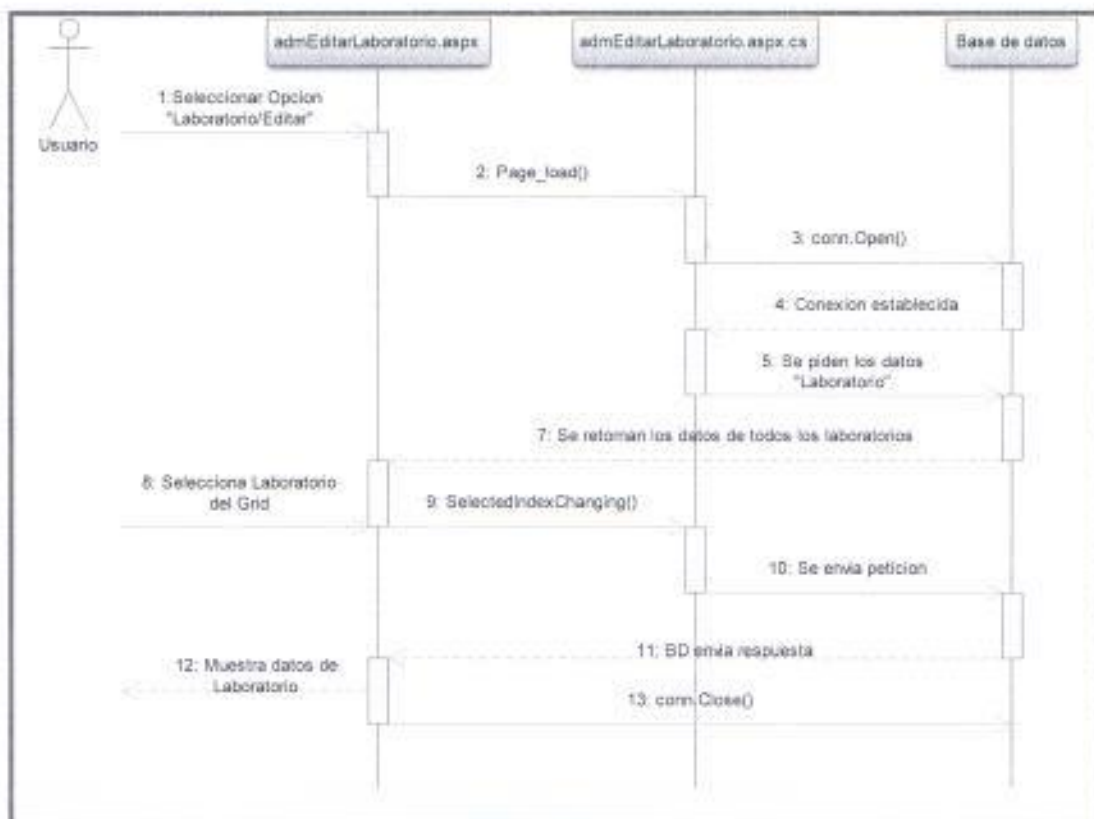 admEditarLaboratorio.aspx
admEditarLaboratorio.aspx.cs
Base de datos
Usuario
1:Seleccionar Opcion
"Laboratorio/Editar"
2: Page_load()
3: conn.Open()
4: Conexion establecida
5: Se piden los datos
"Laboratorio"
7: Se retornan los datos de todos los laboratorios
8: Selecciona Laboratorio
del Grid
9: SelectedIndexChanging()
10: Se envia peticion
11: BD envia respuesta
12: Muestra datos de
Laboratorio
13: conn.Close()